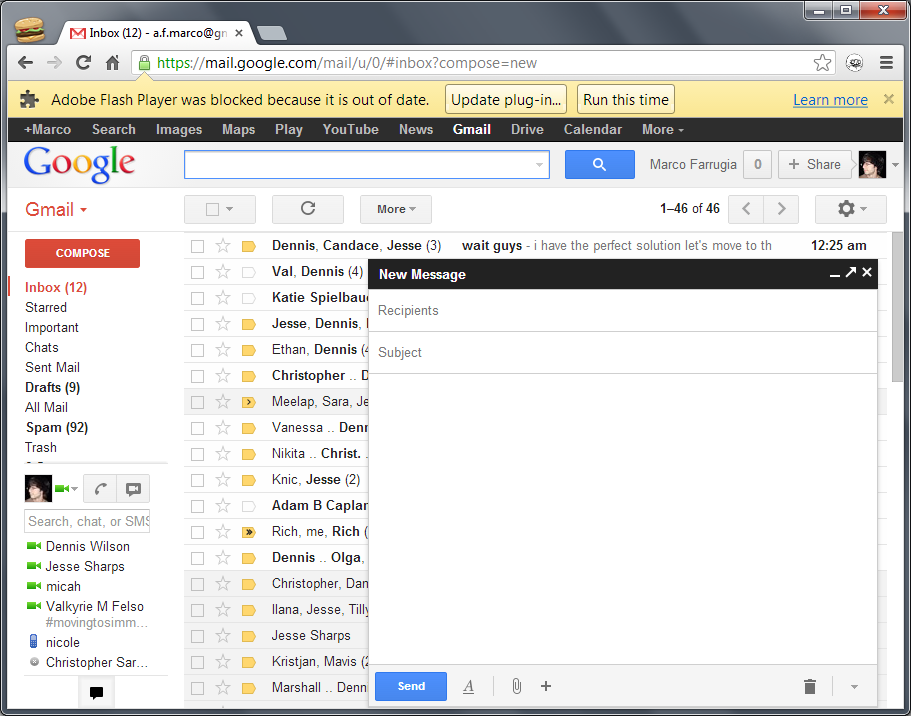 Inbox (12) - a.f.marco@gn
https://mail.google.com/mail/u/0/#inbox?compose=new
Adobe Flash Player was blocked because it is out of date. Update plug-in... Run this time Learn more
+Marco Search Images Maps Play YouTube News Gmail Drive Calendar More
Google Marco Farrugia 0 + Share
Gmail More 1–46 of 46
COMPOSE
Inbox (12)
Starred
Important
Chats
Sent Mail
Drafts (9)
All Mail
Spam (92)
Trash
Search, chat, or SMS
Dennis Wilson
Jesse Sharps
micah
Valkyrie M Felso
#movingtosimm...
nicole
Christopher Sar...
Dennis, Candace, Jesse (3) wait guys - i have the perfect solution let's move to th 12:25 am
Val, Dennis (4)
Katie Spielbau
Jesse, Dennis,
Ethan, Dennis (4
Christopher .. D
Meelap, Sara, Je
Vanessa .. Denn
Nikita .. Christ.
Knic, Jesse (2)
Adam B Caplan
Rich, me, Rich (
Dennis .. Olga,
Christopher, Dan
Ilana, Jesse, Tilly
Jesse Sharps
Kristjan, Mavis (2
Marshall .. Denn
New Message
Recipients
Subject
Send A